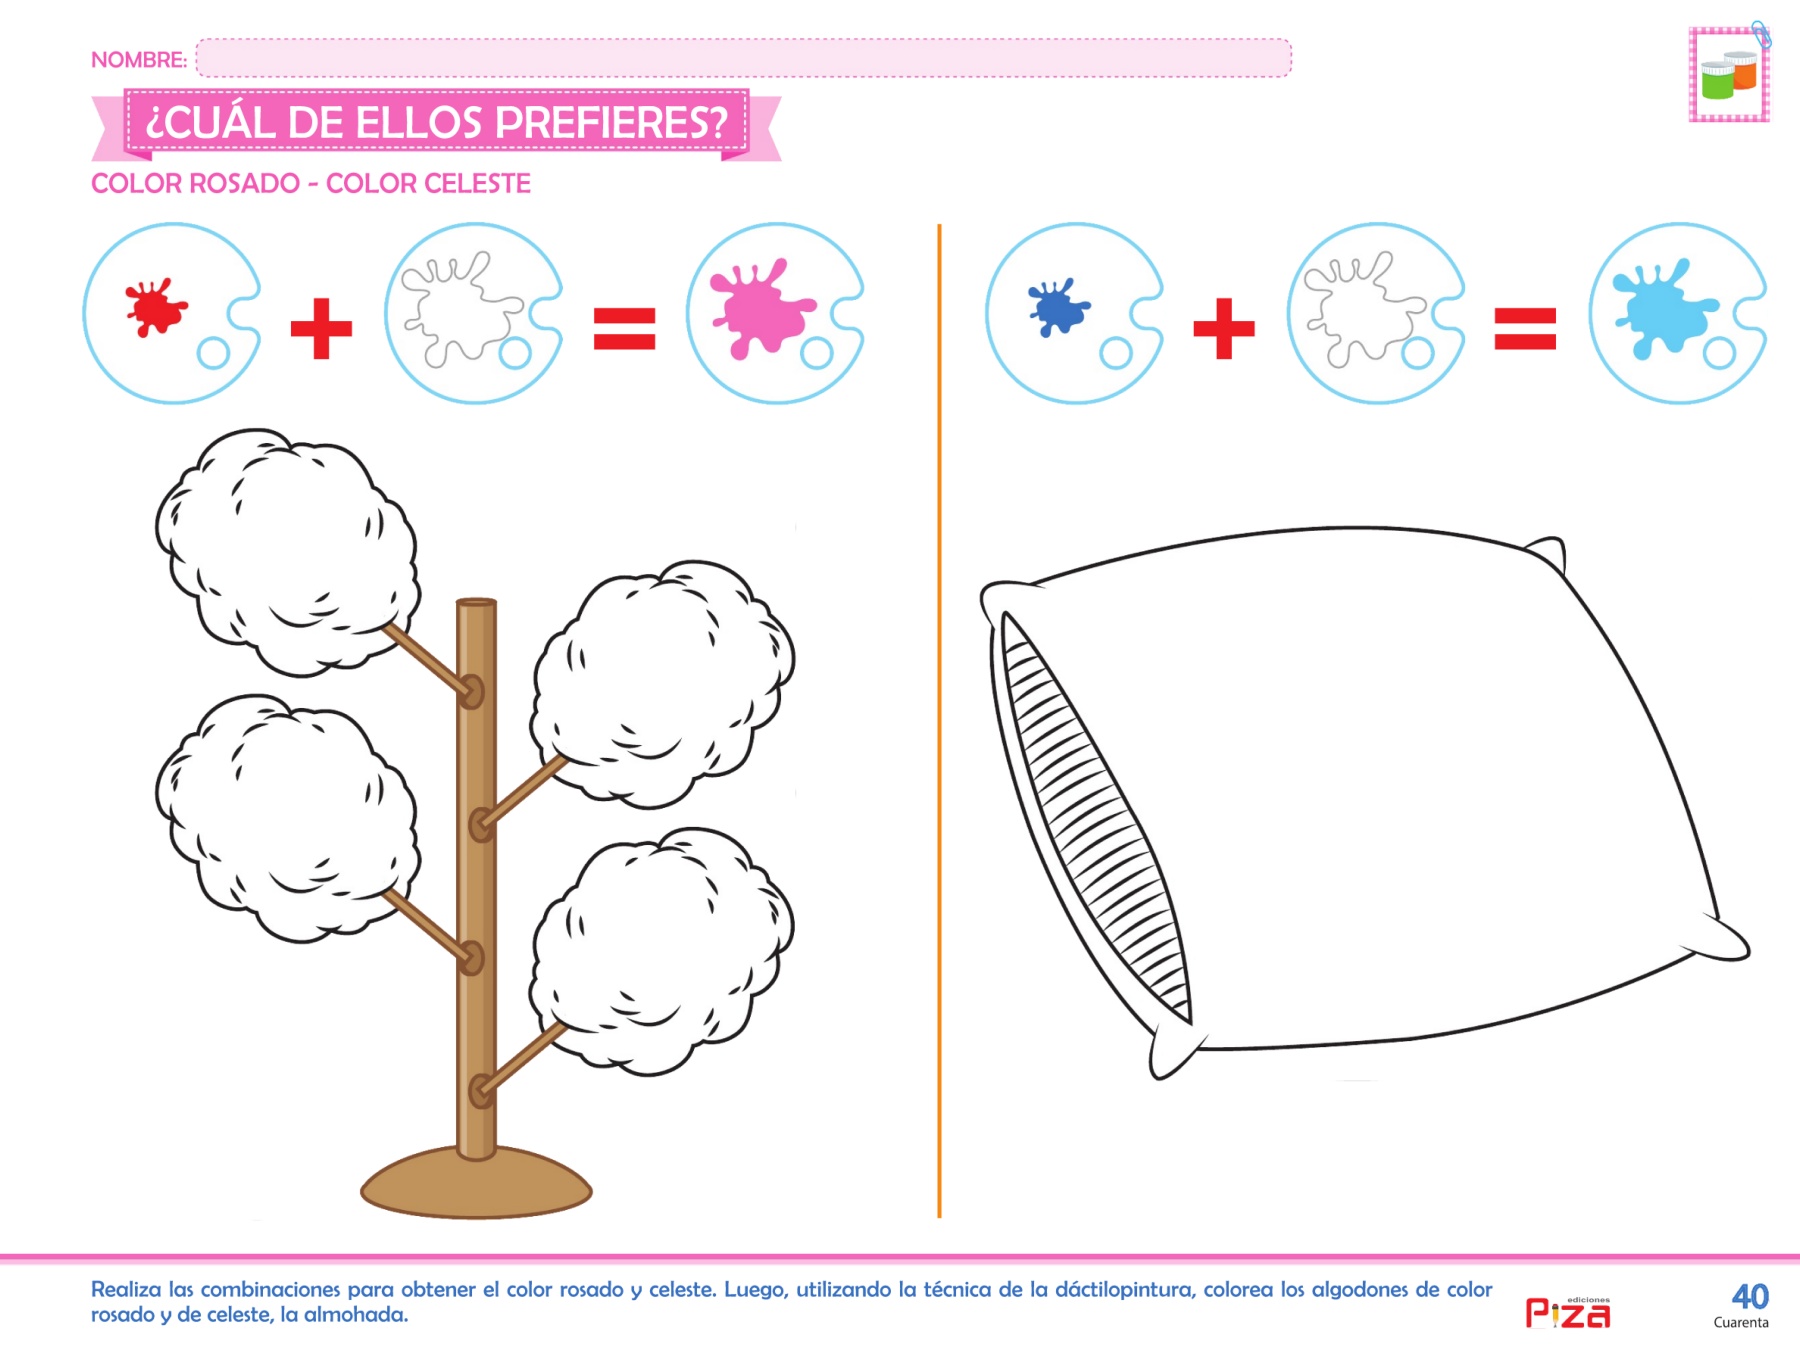 NOMBRE:
¿CUÁL DE ELLOS PREFIERES?
COLOR ROSADO - COLOR CELESTE
Realiza las combinaciones para obtener el color rosado y celeste. Luego, utilizando la técnica de la dáctilopintura, colorea los algodones de color
rosado y de celeste, la almohada.
ediciones
Piza
40
Cuarenta